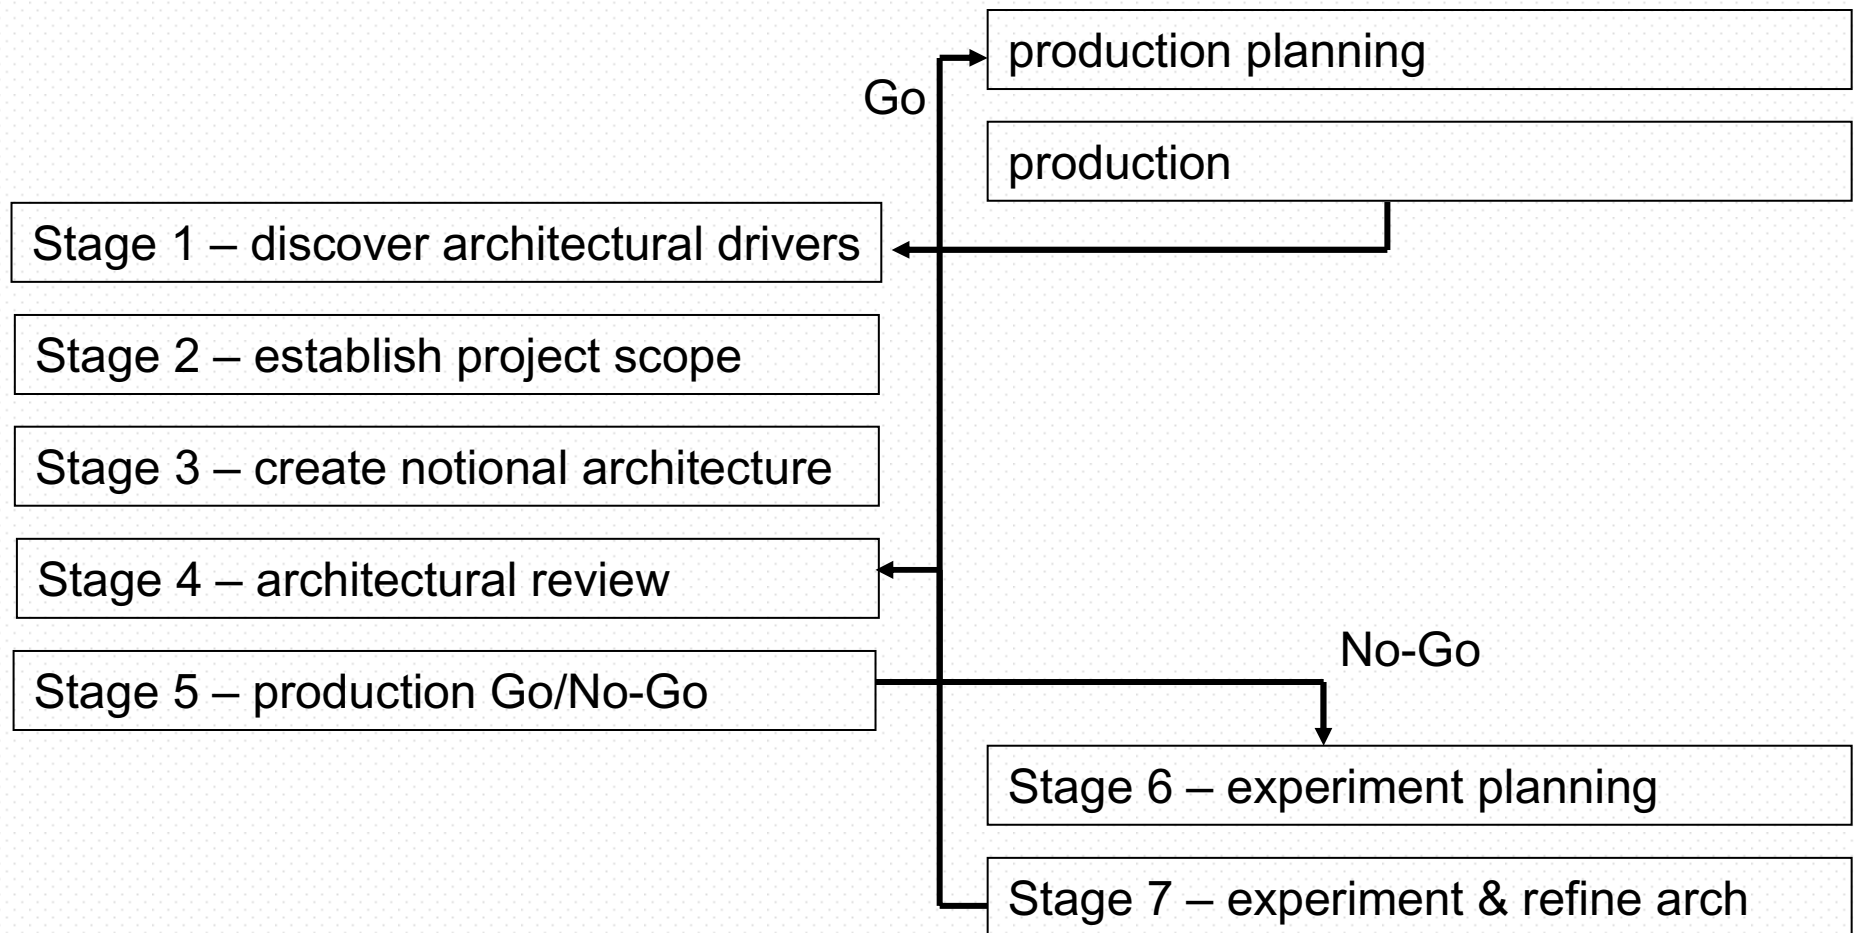 production planning
Go
production
Stage 1 – discover architectural drivers
Stage 2 – establish project scope
Stage 3 – create notional architecture
Stage 4 – architectural review
No-Go
Stage 5 – production Go/No-Go
Stage 6 – experiment planning
Stage 7 – experiment & refine arch